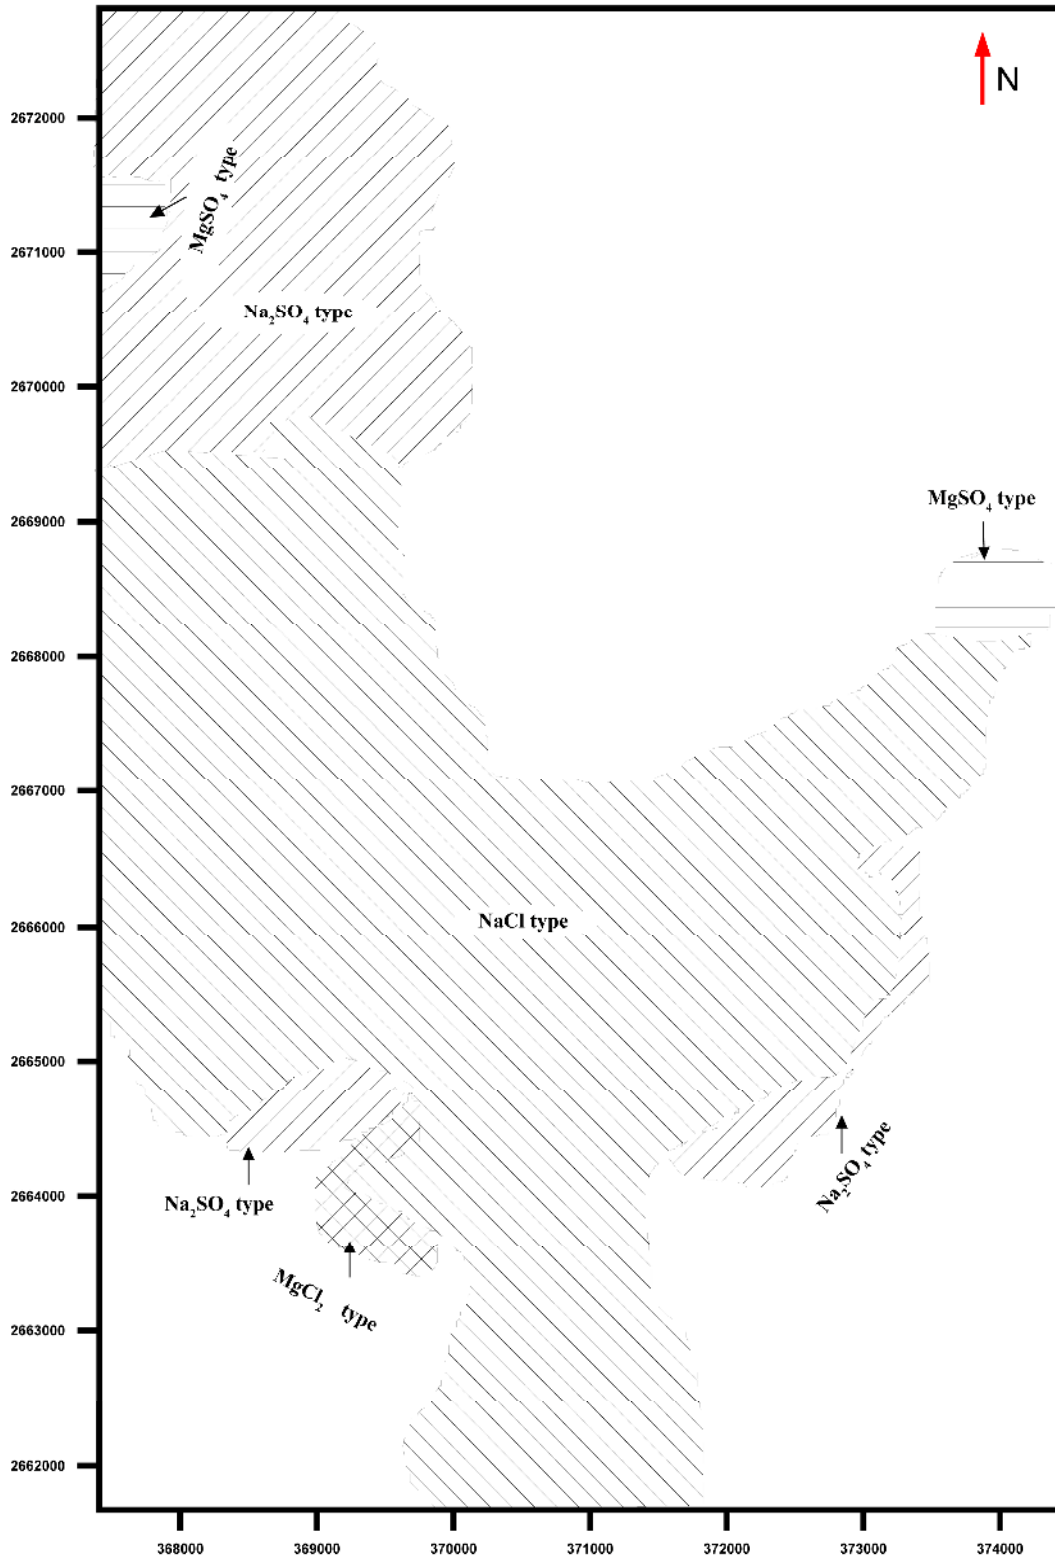 N
2672000
MgSO₄ type
2671000
Na₂SO₄ type
2670000
MgSO₄ type
2669000
2668000
2667000
NaCl type
2666000
2665000
Na₂SO₄ type
2664000
Na₂SO₄ type
MgCl₂ type
2663000
2662000
368000 369000 370000 371000 372000 373000 374000